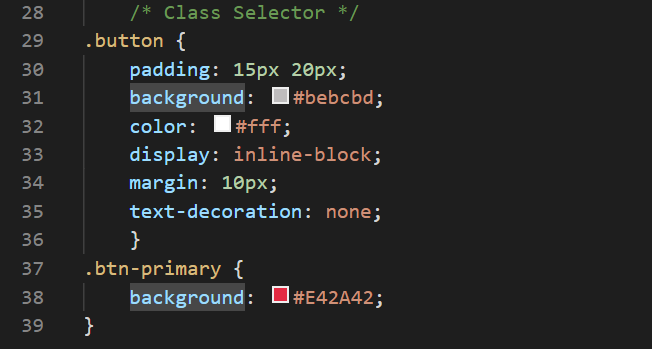 28 /* Class Selector */
29 .button {
30 padding: 15px 20px;
31 background: #bebcbd;
32 color: #fff;
33 display: inline-block;
34 margin: 10px;
35 text-decoration: none;
36 }
37 .btn-primary {
38 background: #E42A42;
39 }